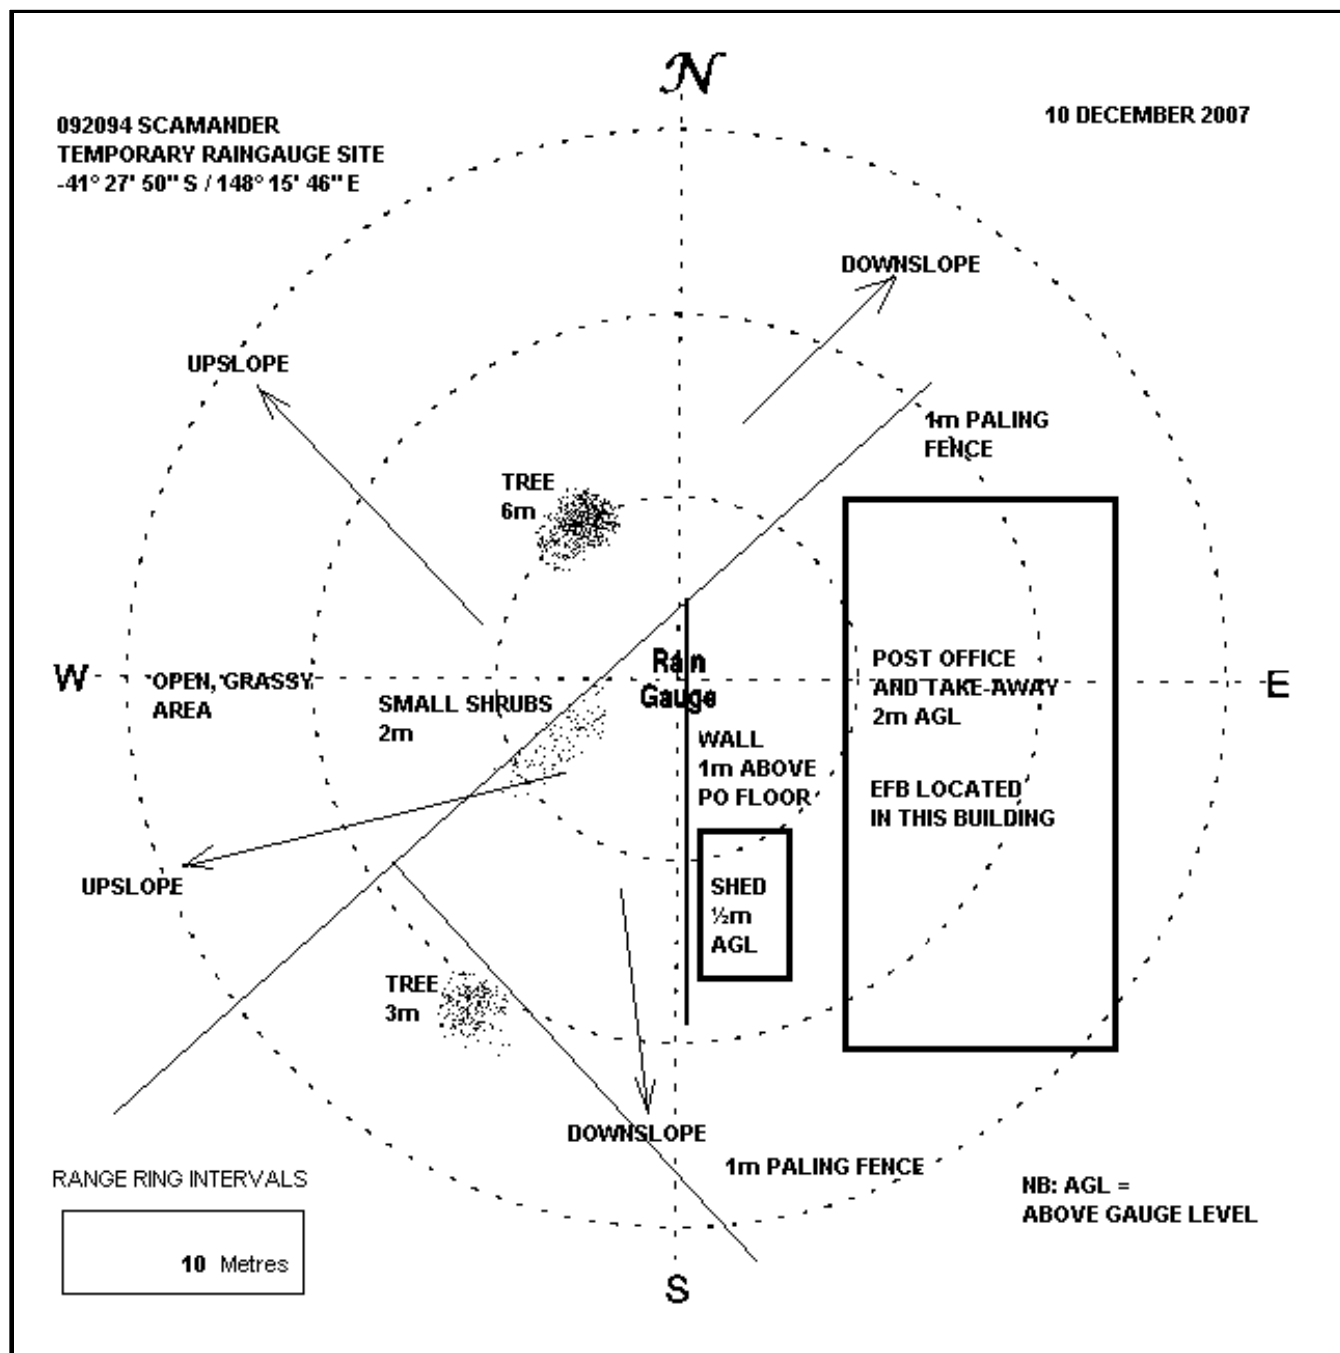 N
092094 SCAMANDER
TEMPORARY RAINGAUGE SITE
-41° 27' 50" S / 148° 15' 46" E
10 DECEMBER 2007
DOWNSLOPE
UPSLOPE
1m PALING
FENCE
TREE
6m
Rain
Gauge
W
OPEN, GRASSY
AREA
SMALL SHRUBS
2m
POST OFFICE
AND TAKE-AWAY
2m AGL
E
WALL
1m ABOVE
PO FLOOR
EFB LOCATED
IN THIS BUILDING
UPSLOPE
SHED
½m
AGL
TREE
3m
DOWNSLOPE
1m PALING FENCE
RANGE RING INTERVALS
10 Metres
NB: AGL =
ABOVE GAUGE LEVEL
S